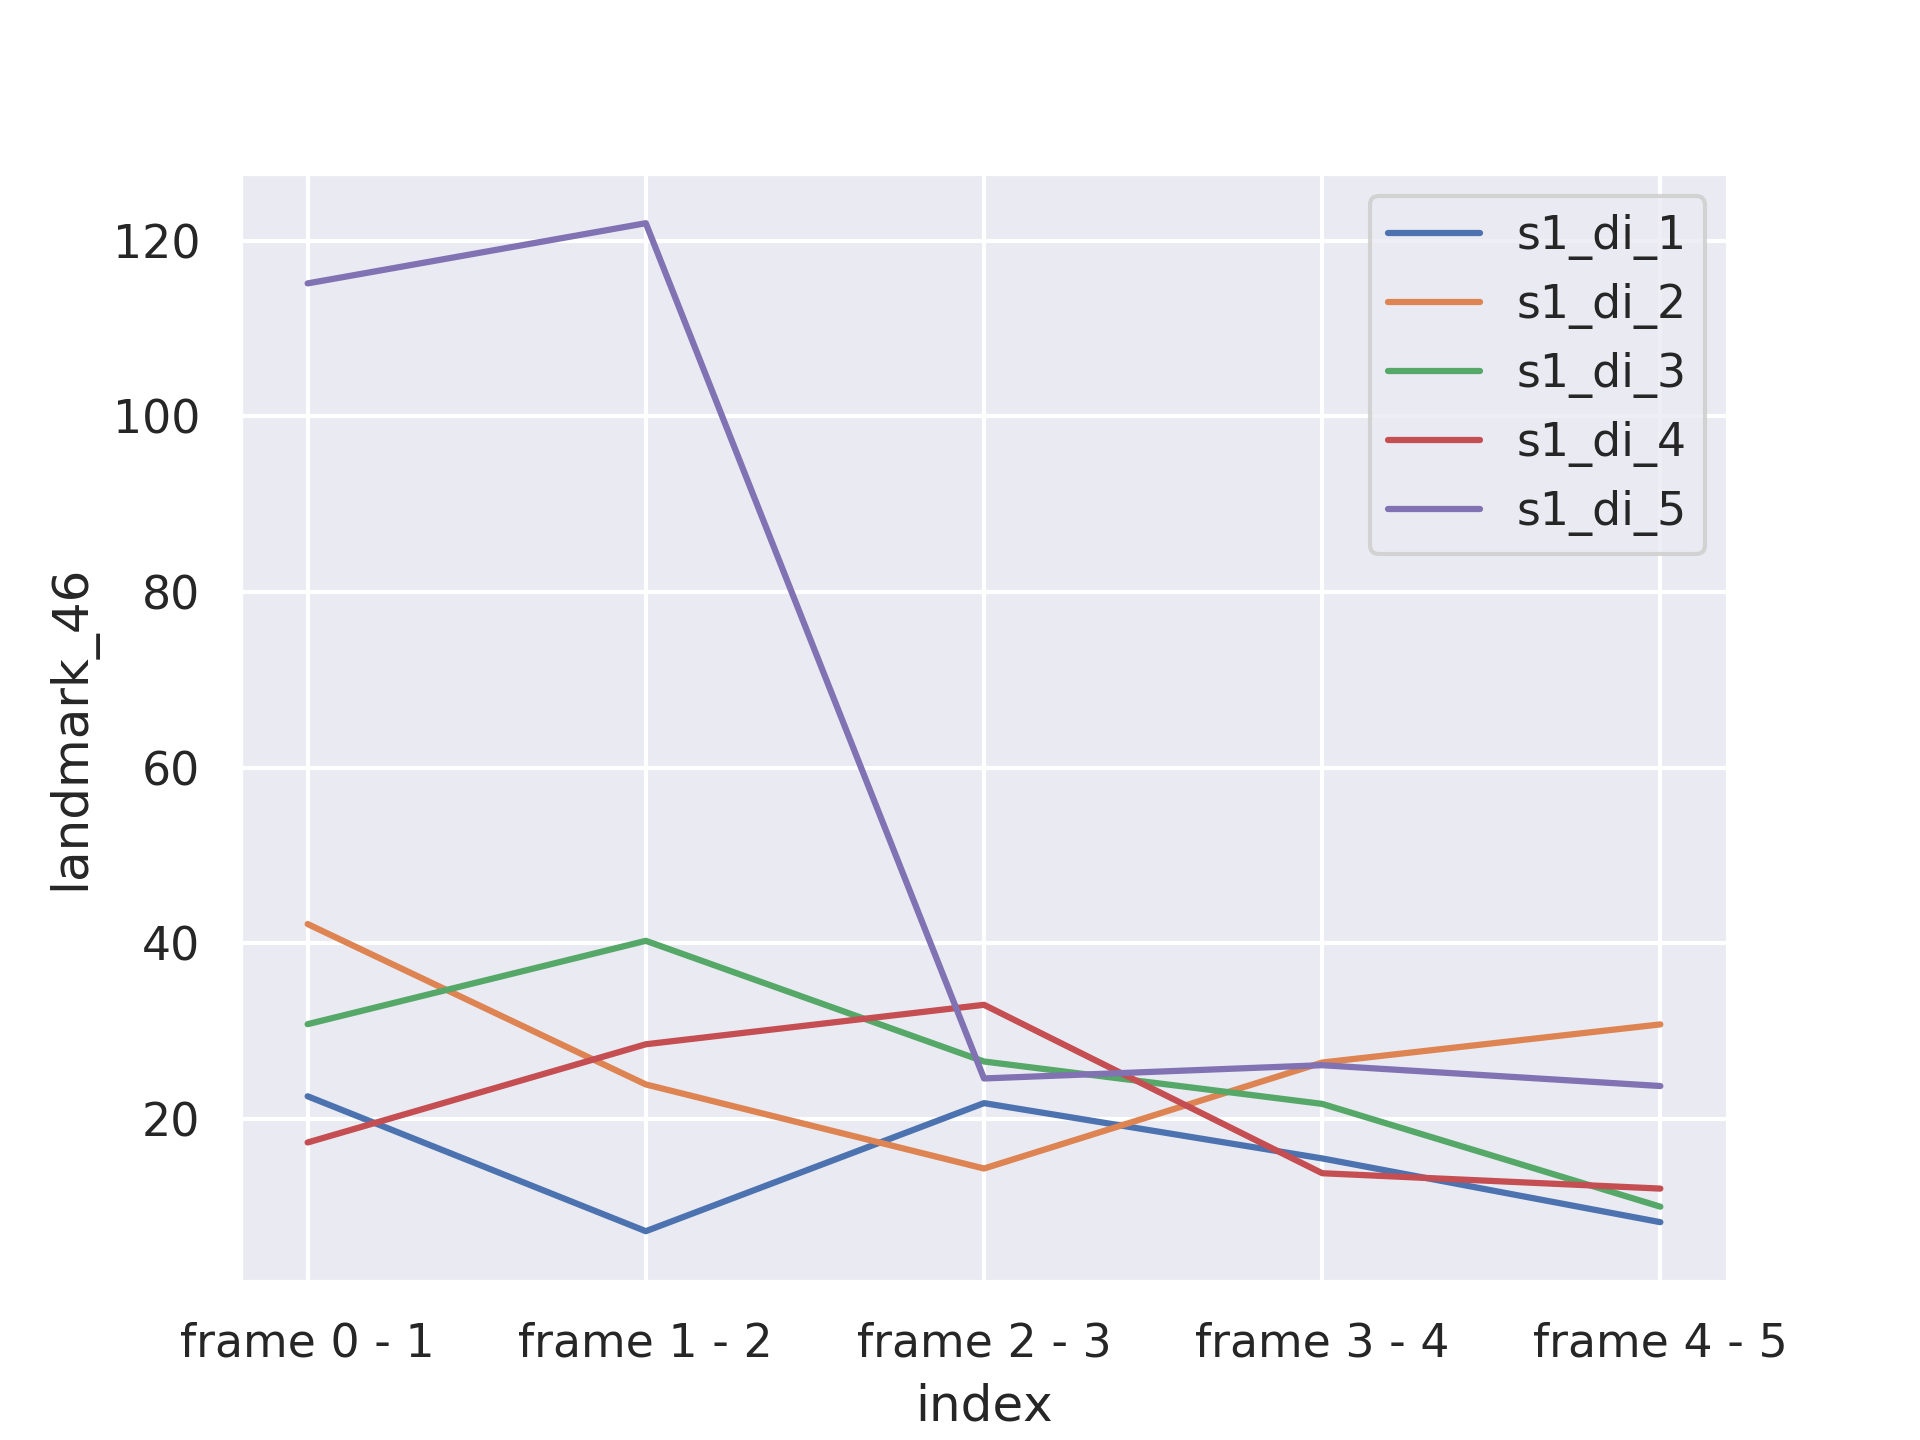 120
100
80
60
40
20
landmark_46
s1_di_1
s1_di_2
s1_di_3
s1_di_4
s1_di_5
frame 0 - 1 frame 1 - 2 frame 2 - 3 frame 3 - 4 frame 4 - 5
index